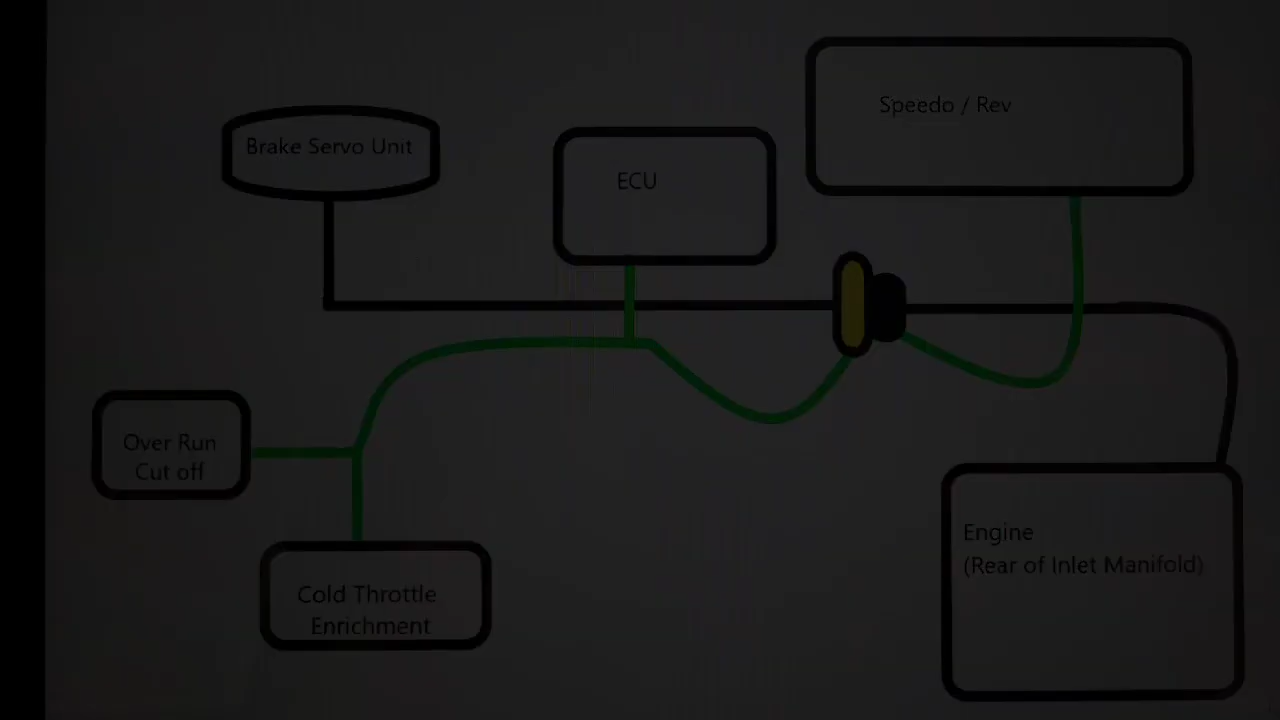 Speedo / Rev
Brake Servo Unit
ECU
Over Run
Cut off
Engine
(Rear of Inlet Manifold)
Cold Throttle
Enrichment